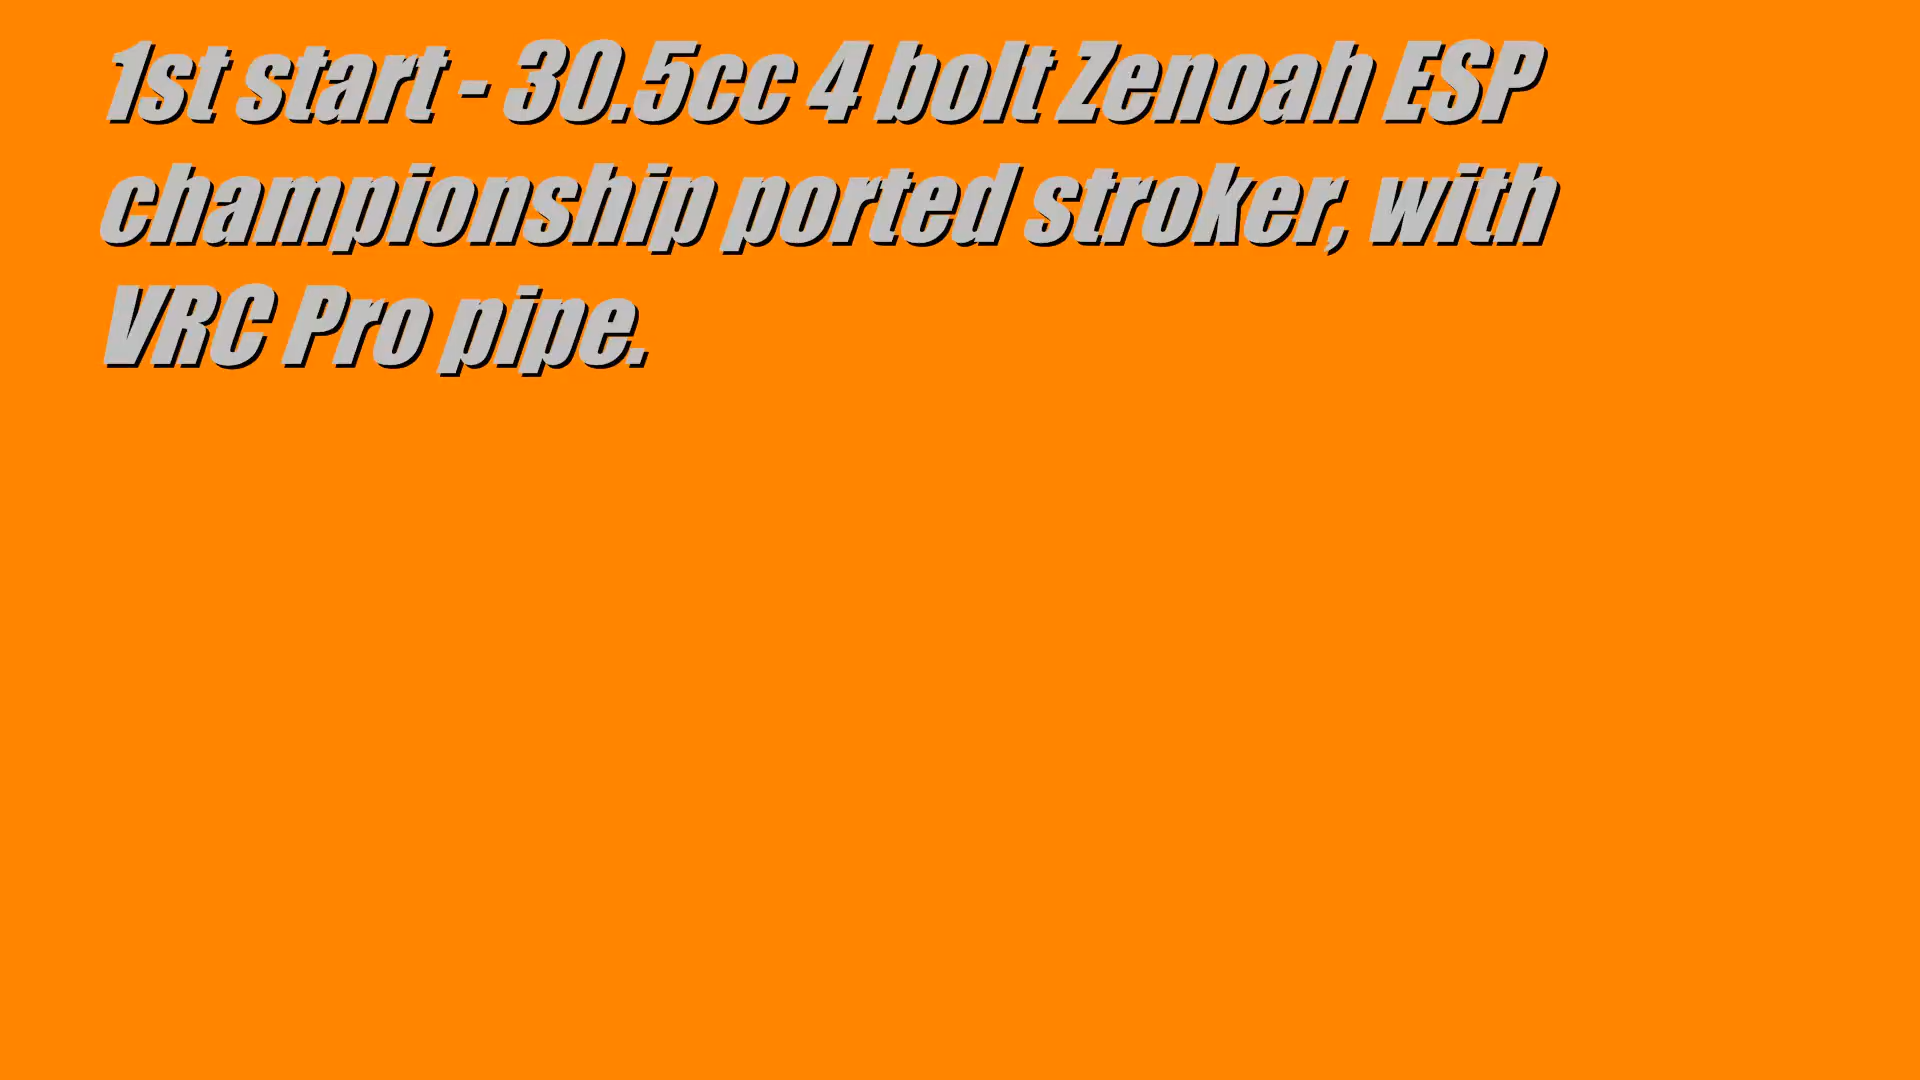 1st start - 30.5cc 4 bolt Zenoah ESP
championship ported stroker, with
VRC Pro pipe.